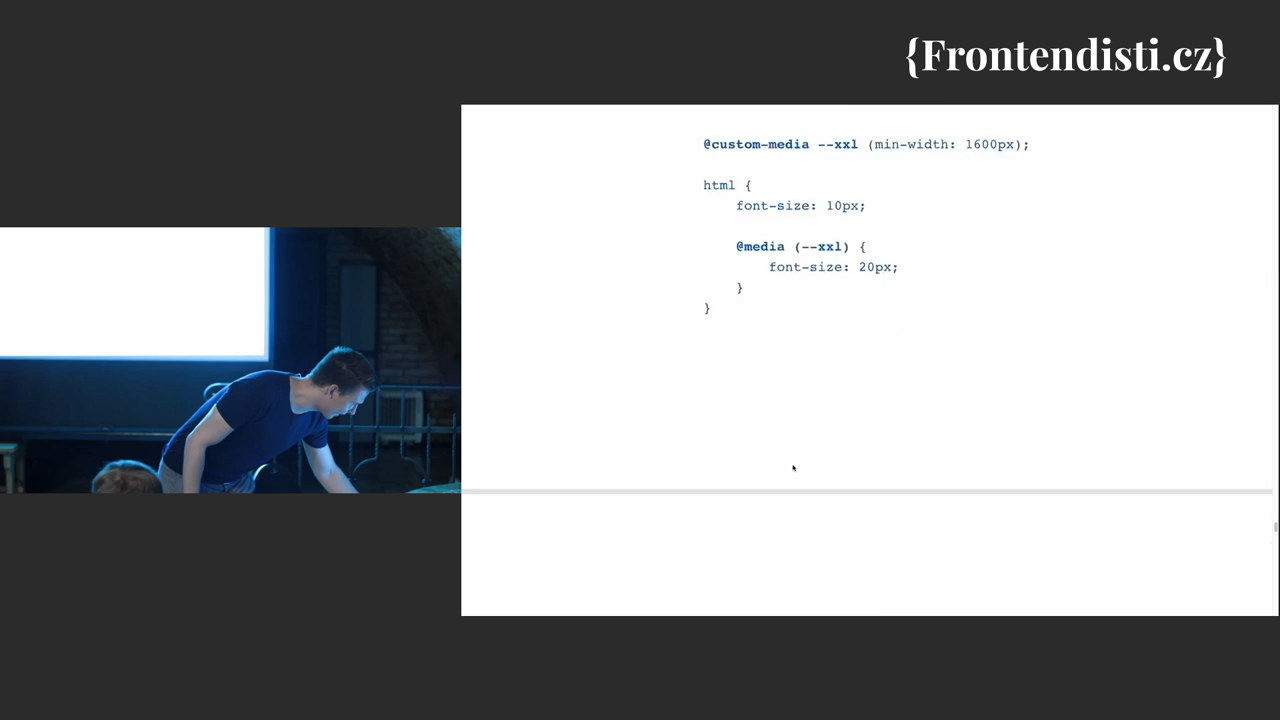 {Frontendisti.cz}
@custom-media --xxl (min-width: 1600px);
html {
font-size: 10px;
@media (--xxl) {
font-size: 20px;
}
}